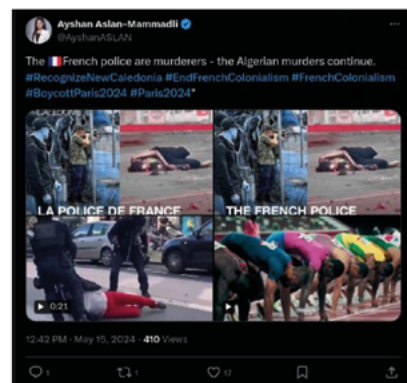 Ayshan Aslan-Mammadli
@AyshanASLAN
The 🇫🇷French police are murderers - the Algerian murders continue.
#RecognizeNewCaledonia #EndFrenchColonialism #FrenchColonialism
#BoycottParis2024 #Paris2024"
LA POLICE DE FRANCE
THE FRENCH POLICE
0:21
12:42 PM · May 15, 2024 · 410 Views
1 1 17